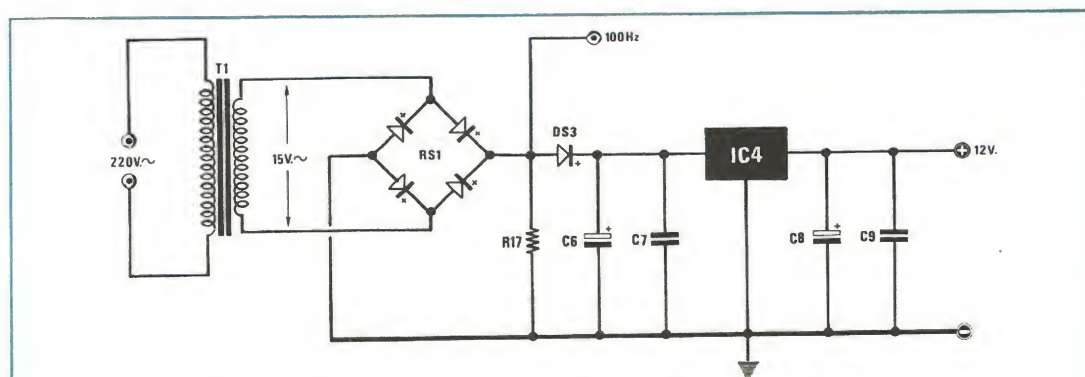 100Hz
T1
220V.~
15V.~
RS1
DS3
IC4
12V.
R17
C6
C7
C8
C9